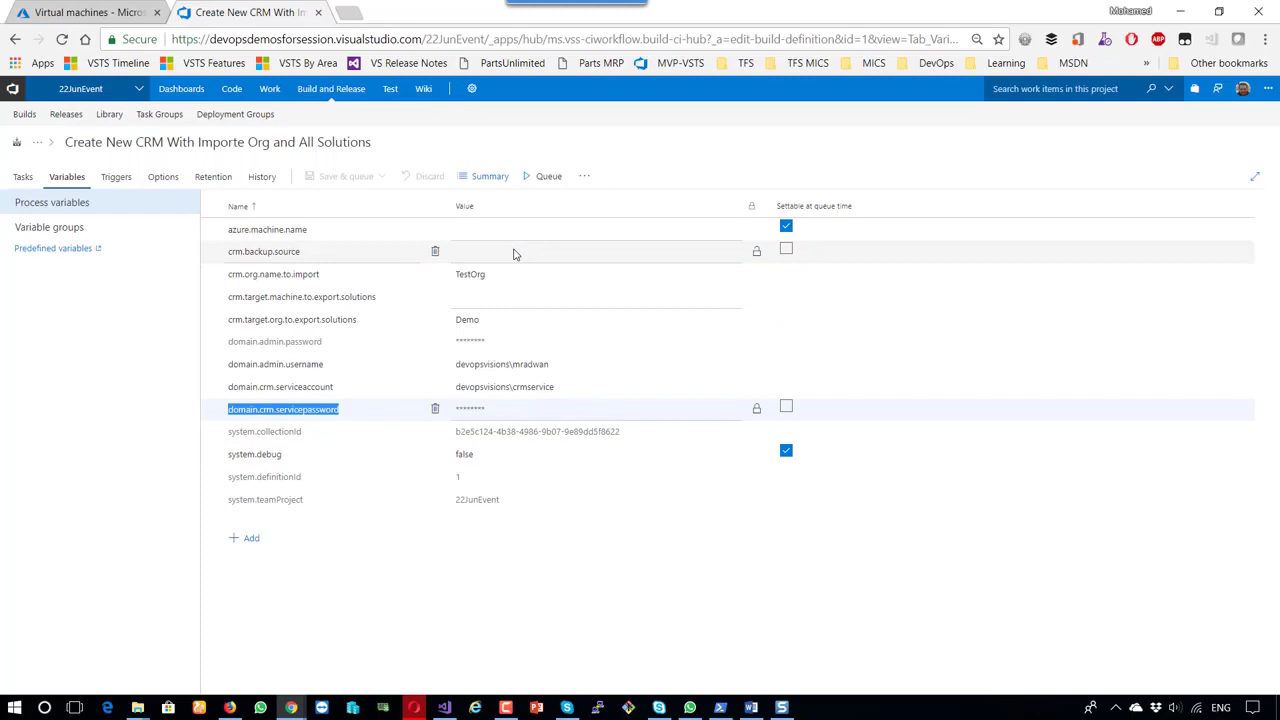 Virtual machines - Micros
Create New CRM With Im
Mohamed
Secure
https://devopsdemosforsession.visualstudio.com/22JunEvent/_apps/hub/ms.vss-ciworkflow.build-ci-hub?_a=edit-build-definition&id=1&view=Tab_Vari...
Apps VSTS Timeline VSTS Features VSTS By Area VS Release Notes PartsUnlimited Parts MRP MVP-VSTS TFS TFS MICS MICS DevOps Learning MSDN » Other bookmarks
22JunEvent Dashboards Code Work Build and Release Test Wiki Search work items in this project
Builds Releases Library Task Groups Deployment Groups
Create New CRM With Importe Org and All Solutions
Tasks Variables Triggers Options Retention History Save & queue Discard Summary Queue
Process variables
Variable groups
Predefined variables
Name Value Settable at queue time
azure.machine.name
crm.backup.source
crm.org.name.to.import TestOrg
crm.target.machine.to.export.solutions
crm.target.org.to.export.solutions Demo
domain.admin.password ********
domain.admin.username devopsvisions\mradwan
domain.crm.serviceaccount devopsvisions\crmservice
domain.crm.servicepassword ********
system.collectionId b2e5c124-4b38-4986-9b07-9e89dd5f8622
system.debug false
system.definitionId 1
system.teamProject 22JunEvent
+ Add
ENG